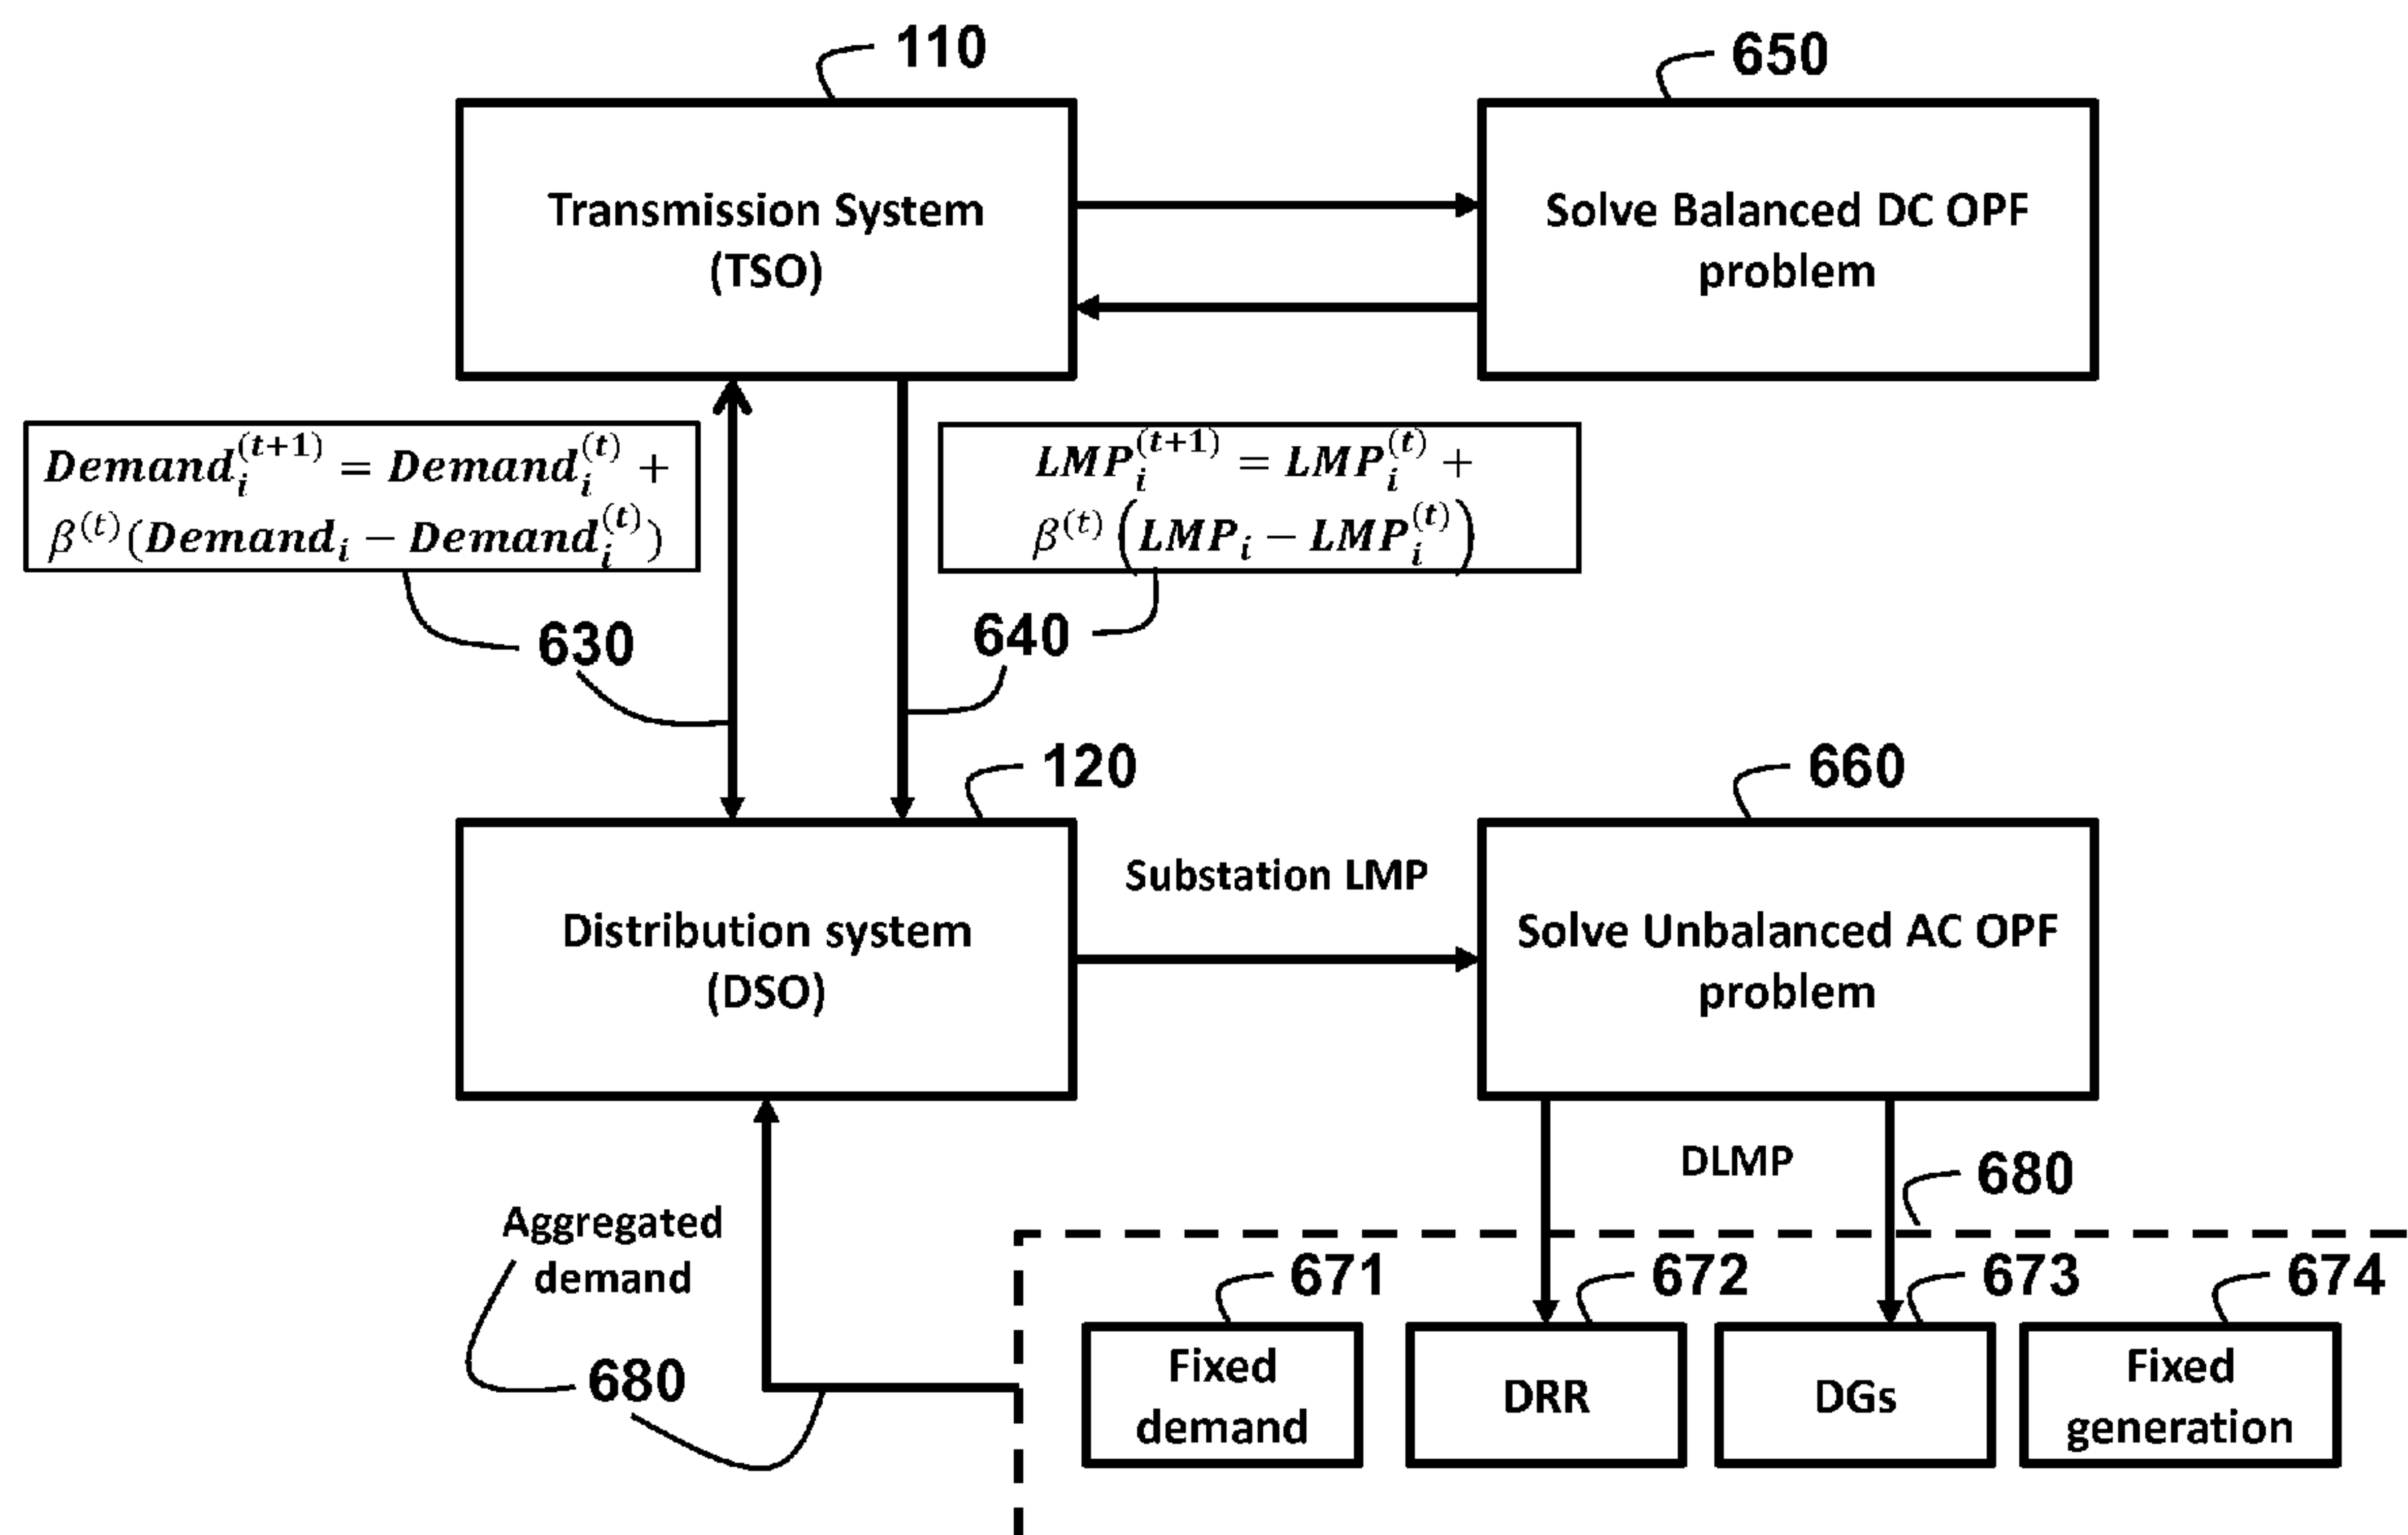 110
650
Transmission System
(TSO)
Solve Balanced DC OPF
problem
Demand_i^{(t+1)} = Demand_i^{(t)} +
β^{(t)}(Demand_i − Demand_i^{(t)})
LMP_i^{(t+1)} = LMP_i^{(t)} +
β^{(t)}(LMP_i − LMP_i^{(t)})
630
640
120
660
Distribution system
(DSO)
Substation LMP
Solve Unbalanced AC OPF
problem
DLMP
680
Aggregated
demand
680
671
672
673
674
Fixed
demand
DRR
DGs
Fixed
generation